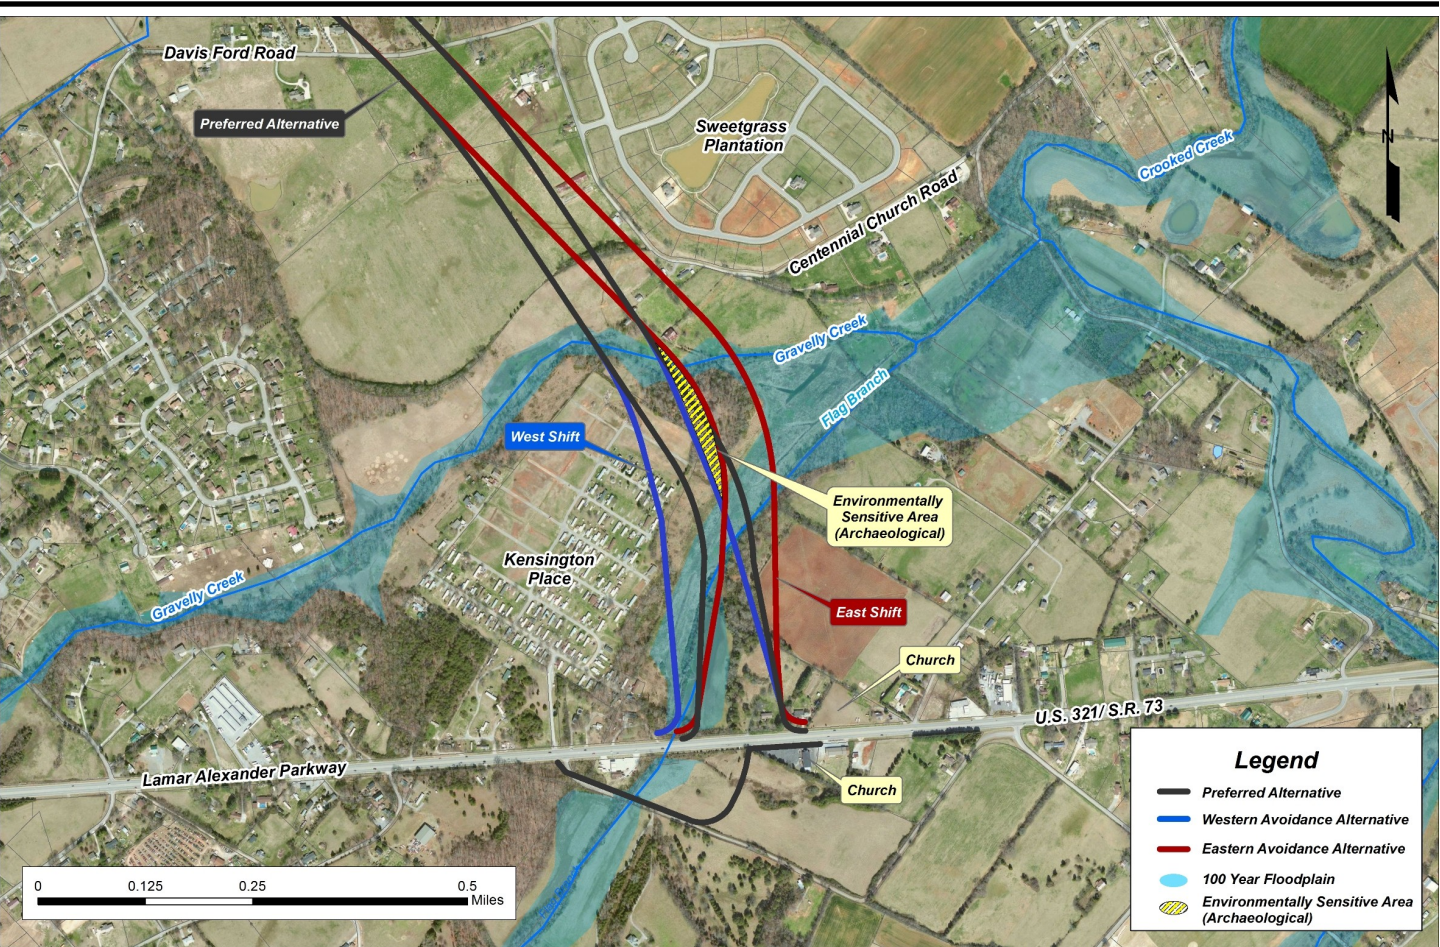 Davis Ford Road
Preferred Alternative
Sweetgrass
Plantation
Crooked Creek
N
Centennial Church Road
Gravelly Creek
Flag Branch
West Shift
Environmentally
Sensitive Area
(Archaeological)
Kensington
Place
Gravelly Creek
East Shift
Church
U.S. 321/ S.R. 73
Lamar Alexander Parkway
Church
Legend
Preferred Alternative
Western Avoidance Alternative
Eastern Avoidance Alternative
100 Year Floodplain
Environmentally Sensitive Area
(Archaeological)
0 0.125 0.25 0.5
Miles